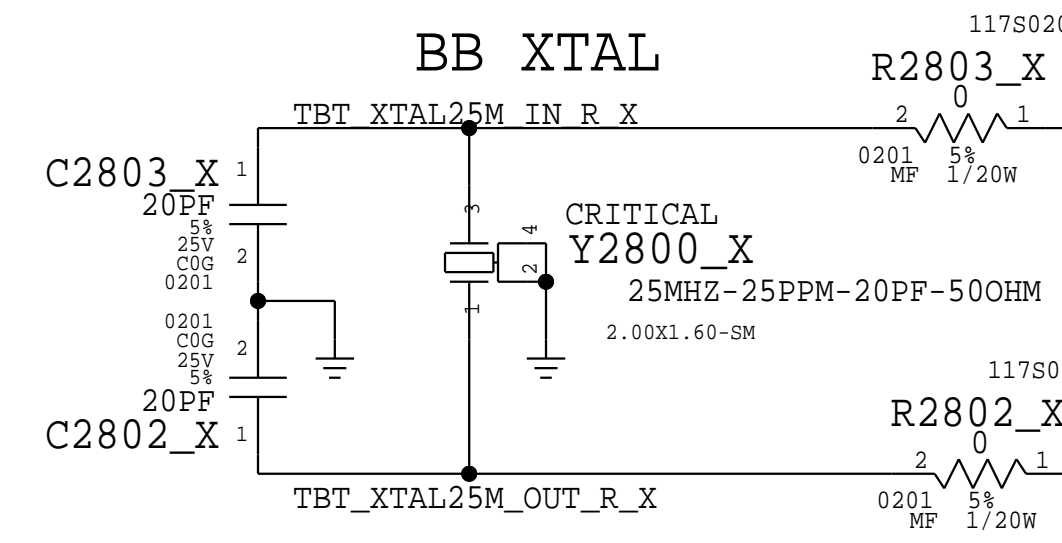 117S020
BB XTAL
R2803_X
0
TBT_XTAL25M_IN_R_X
2
1
0201
5%
MF
1/20W
C2803_X
1
20PF
5%
25V
C0G
0201
2
3
4
2
1
CRITICAL
Y2800_X
25MHZ-25PPM-20PF-50OHM
2.00X1.60-SM
0201
C0G
25V
5%
2
20PF
C2802_X
1
117S0
R2802_X
0
2
1
TBT_XTAL25M_OUT_R_X
0201
5%
MF
1/20W